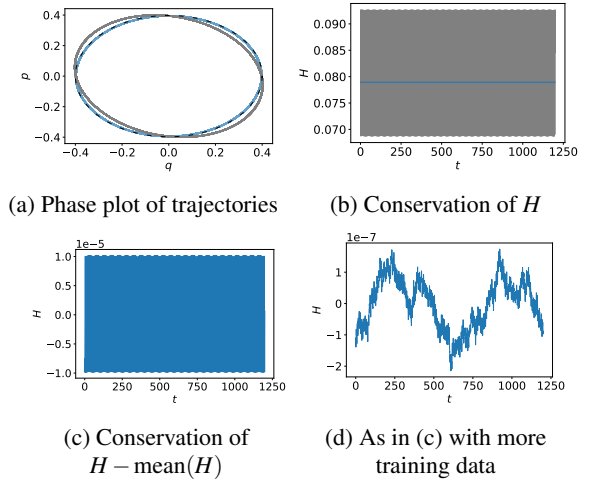 0.4
0.2
0.0
−0.2
−0.4
p
−0.4 −0.2 0.0 0.2 0.4
q
(a) Phase plot of trajectories
0.090
0.085
0.080
0.075
0.070
H
0 250 500 750 1000 1250
t
(b) Conservation of H
1e-5
1.0
0.5
0.0
−0.5
−1.0
H
0 250 500 750 1000 1250
t
(c) Conservation of
H − mean(H)
1e-7
1
0
−1
−2
H
0 250 500 750 1000 1250
t
(d) As in (c) with more
training data